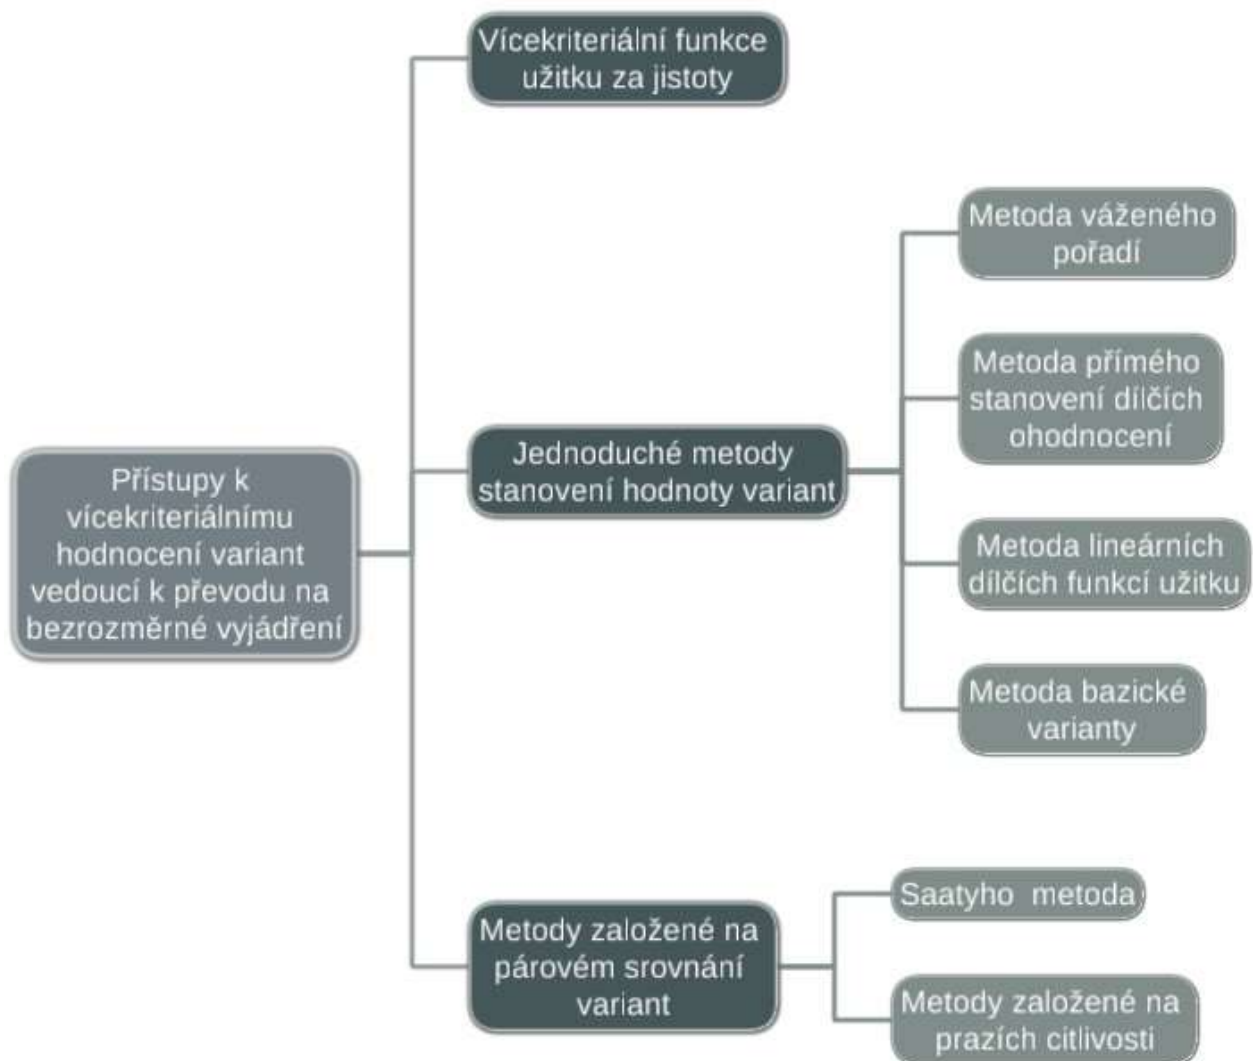 Vícekriteriální funkce
užitku za jistoty
Metoda váženého
pořadí
Metoda přímého
stanovení dílčích
ohodnocení
Jednoduché metody
stanovení hodnoty variant
Přístupy k
vícekriteriálnímu
hodnocení variant
vedoucí k převodu na
bezrozměrné vyjádření
Metoda lineárních
dílčích funkcí užitku
Metoda bazické
varianty
Metody založené na
párovém srovnání
variant
Saatyho metoda
Metody založené na
prazích citlivosti